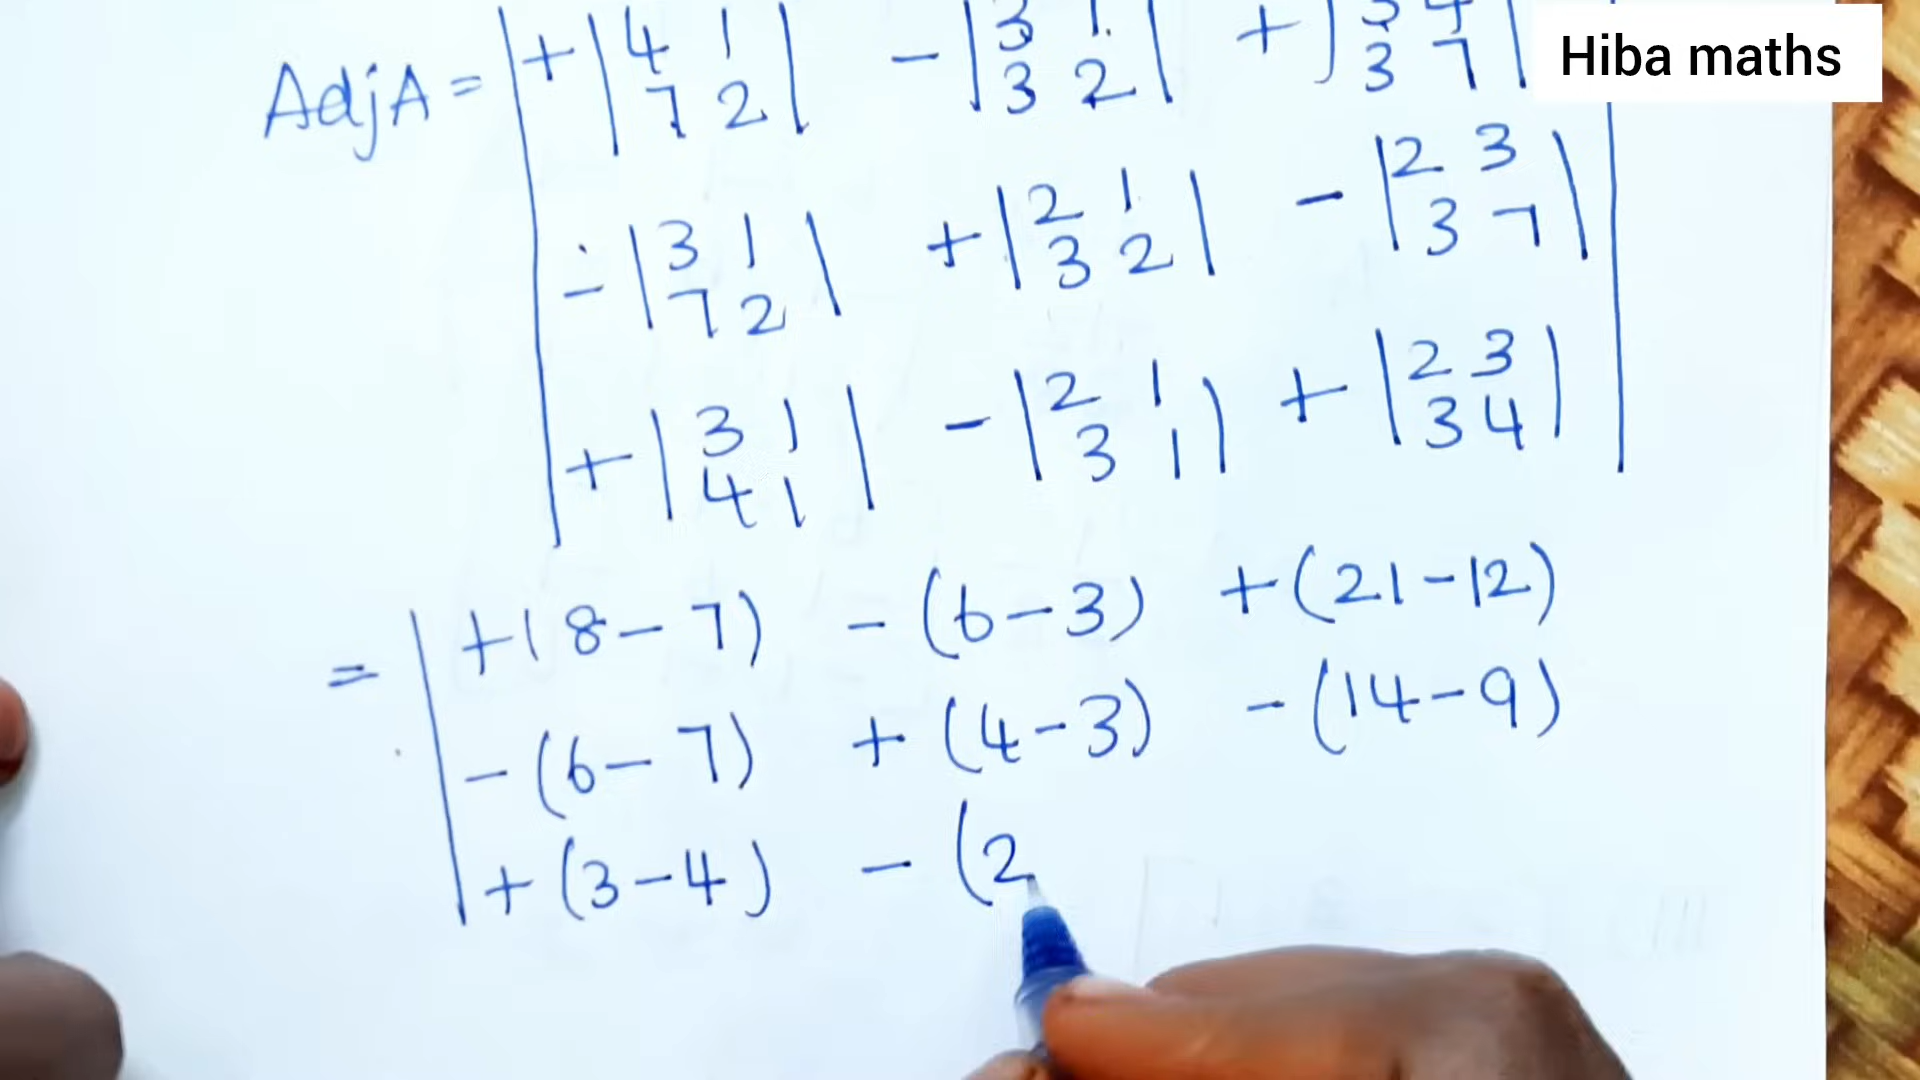 Hiba maths
AdjA = | +|4 1| -|3 1| +|3 4|
|7 2| |3 2| |3 7|
-|3 1| +|2 1| -|2 3|
|7 2| |3 2| |3 7|
+|3 1| -|2 1| +|2 3|
|4 1| |3 1| |3 4| |
= | +(8-7) -(6-3) +(21-12)
-(6-7) +(4-3) -(14-9)
+(3-4) -(2